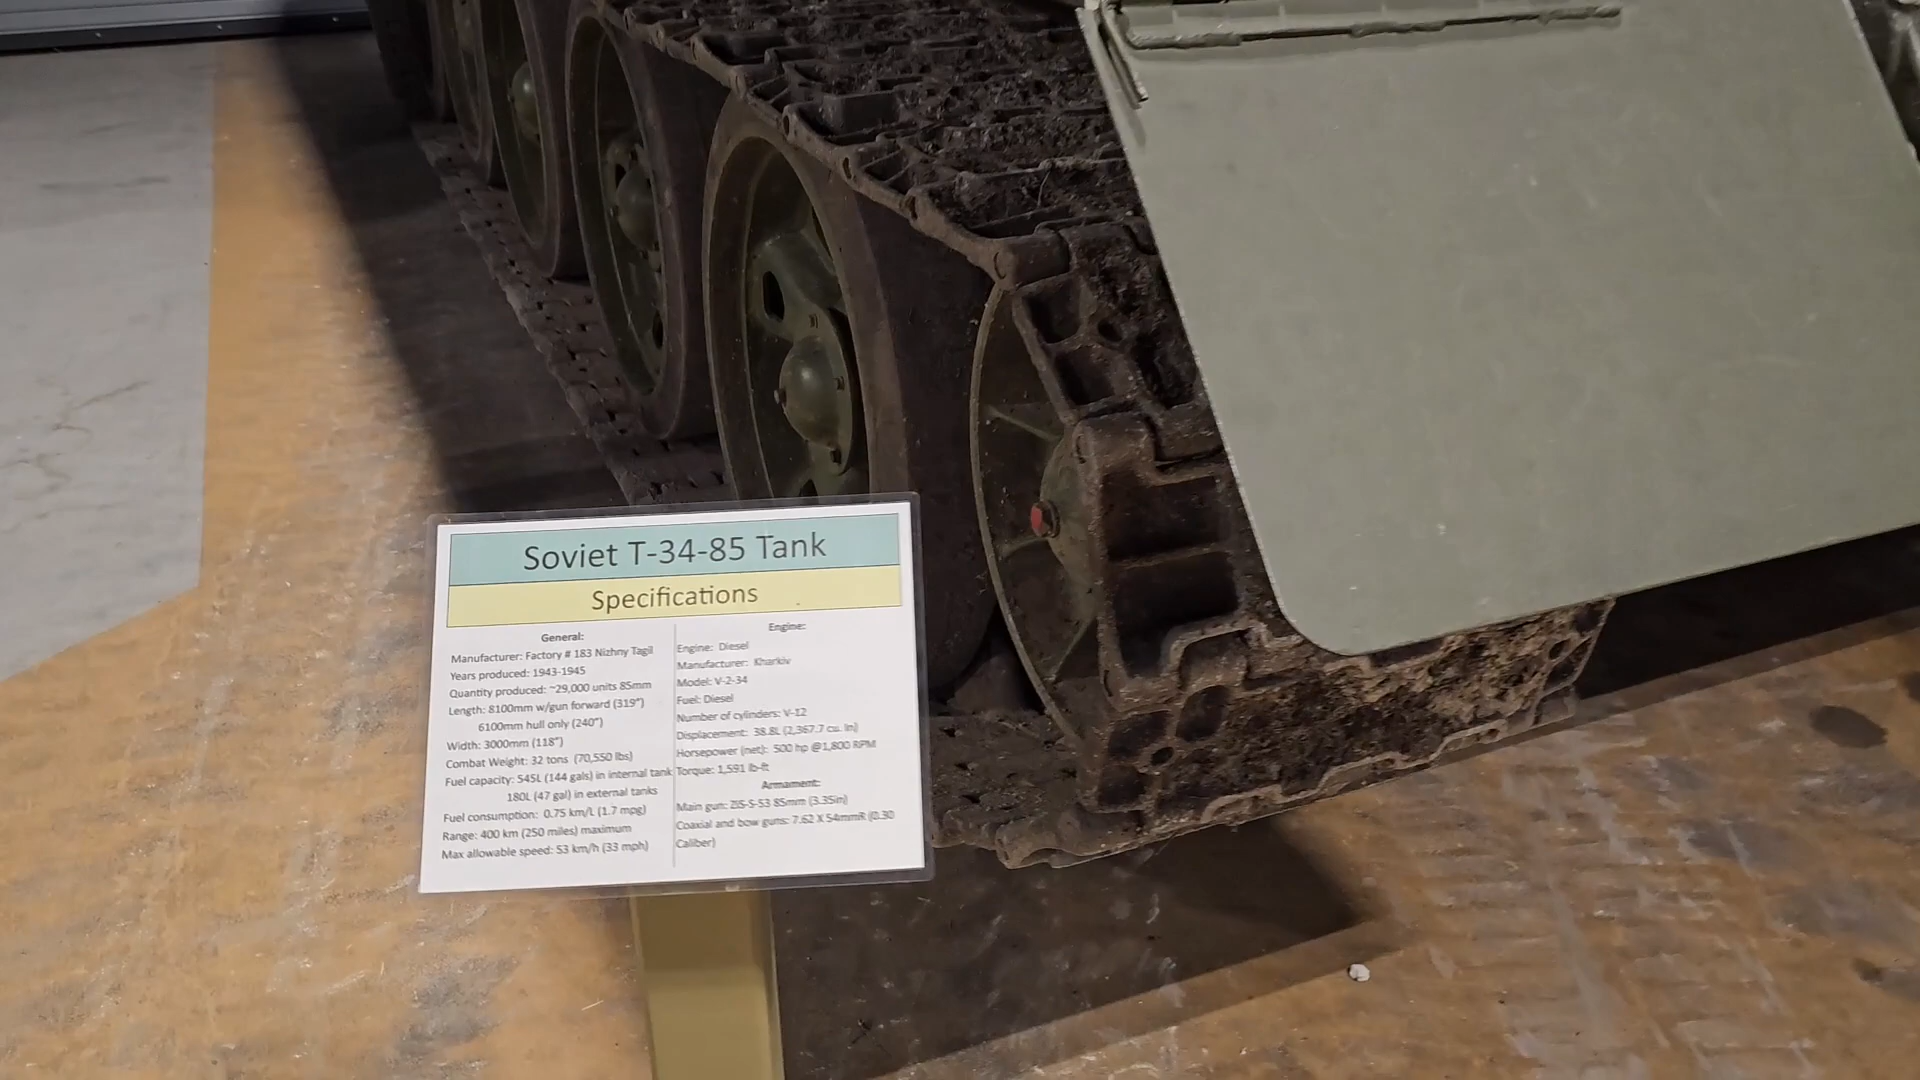 Soviet T-34-85 Tank
Specifications
General:
Manufacturer: Factory # 183 Nizhny Tagil
Years produced: 1943-1945
Quantity produced: ~29,000 units 85mm
Length: 8100mm w/gun forward (319")
6100mm hull only (240")
Width: 3000mm (118")
Combat Weight: 32 tons (70,550 lbs)
Fuel capacity: 545L (144 gals) in internal tank
180L (47 gal) in external tanks
Fuel consumption: 0.75 km/L (1.7 mpg)
Range: 400 km (250 miles) maximum
Max allowable speed: 53 km/h (33 mph)
Engine:
Engine: Diesel
Manufacturer: Kharkiv
Model: V-2-34
Fuel: Diesel
Number of cylinders: V-12
Displacement: 38.8L (2,367.7 cu. in)
Horsepower (net): 500 hp @1,800 RPM
Torque: 1,591 lb-ft
Armament:
Main gun: ZiS-S-53 85mm (3.35in)
Coaxial and bow guns: 7.62 X 54mmR (0.30
Caliber)